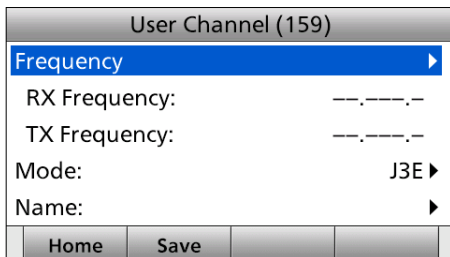 User Channel (159)
Frequency
RX Frequency: --.---.-
TX Frequency: --.---.-
Mode: J3E
Name:
Home Save